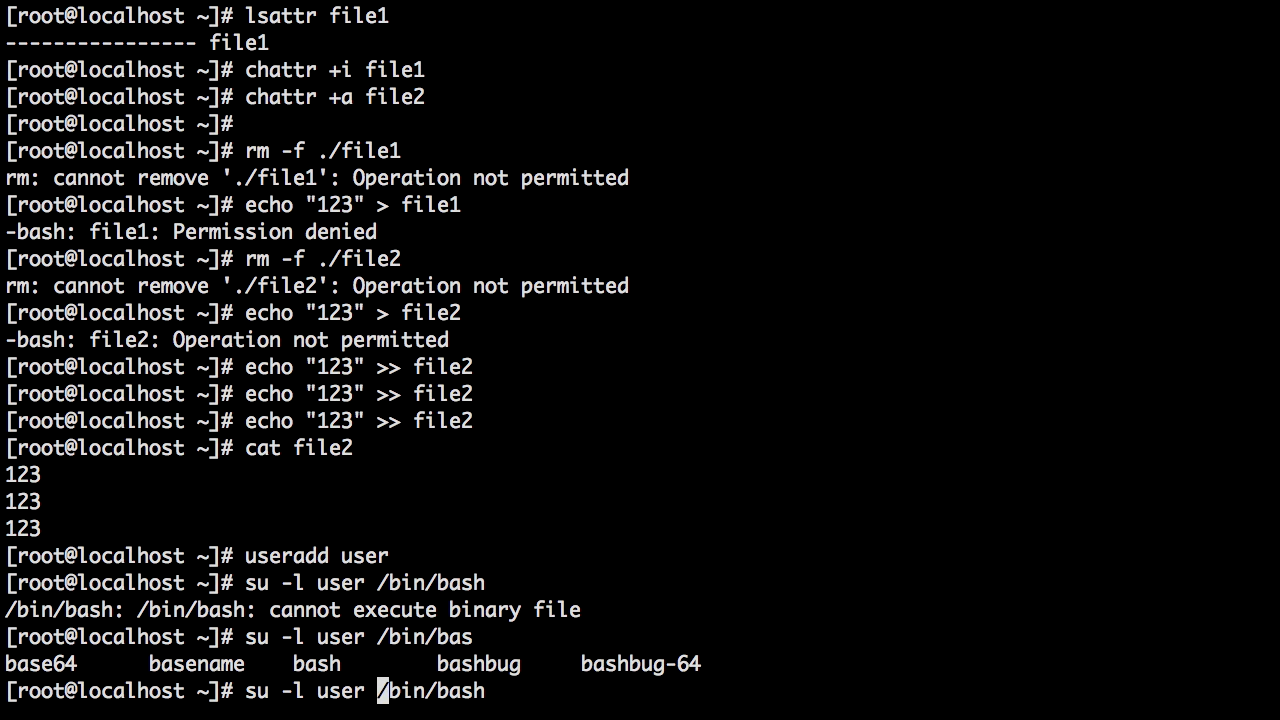 [root@localhost ~]# lsattr file1
---------------- file1
[root@localhost ~]# chattr +i file1
[root@localhost ~]# chattr +a file2
[root@localhost ~]#
[root@localhost ~]# rm -f ./file1
rm: cannot remove './file1': Operation not permitted
[root@localhost ~]# echo "123" > file1
-bash: file1: Permission denied
[root@localhost ~]# rm -f ./file2
rm: cannot remove './file2': Operation not permitted
[root@localhost ~]# echo "123" > file2
-bash: file2: Operation not permitted
[root@localhost ~]# echo "123" >> file2
[root@localhost ~]# echo "123" >> file2
[root@localhost ~]# echo "123" >> file2
[root@localhost ~]# cat file2
123
123
123
[root@localhost ~]# useradd user
[root@localhost ~]# su -l user /bin/bash
/bin/bash: /bin/bash: cannot execute binary file
[root@localhost ~]# su -l user /bin/bas
base64      basename    bash        bashbug     bashbug-64
[root@localhost ~]# su -l user /bin/bash